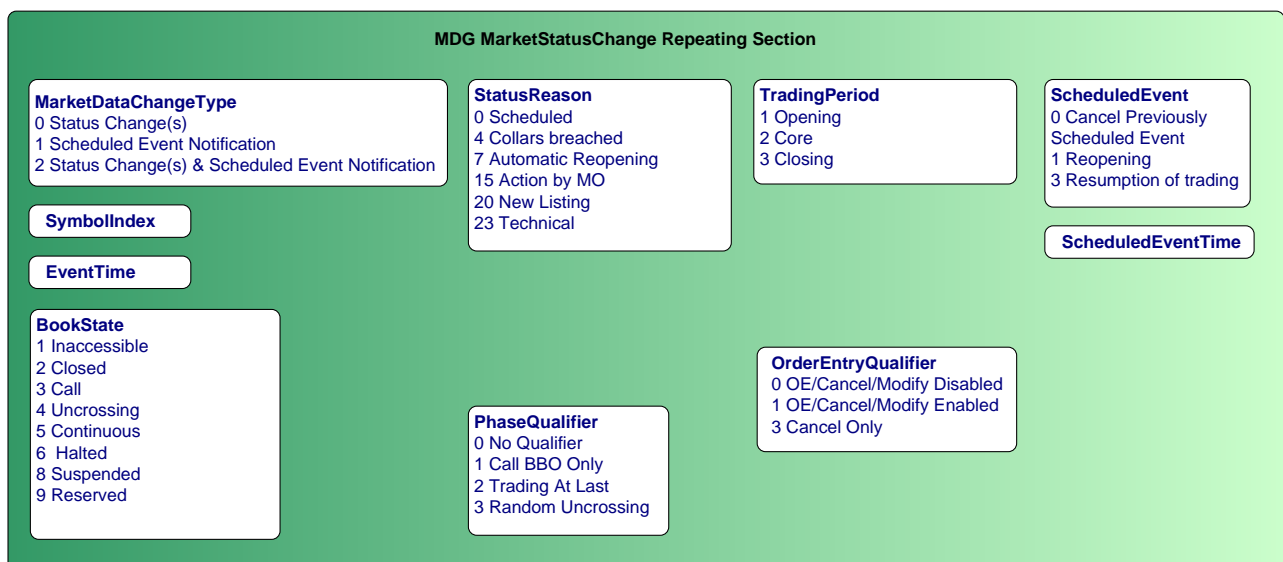 MDG MarketStatusChange Repeating Section
MarketDataChangeType
0 Status Change(s)
1 Scheduled Event Notification
2 Status Change(s) & Scheduled Event Notification
SymbolIndex
EventTime
BookState
1 Inaccessible
2 Closed
3 Call
4 Uncrossing
5 Continuous
6 Halted
8 Suspended
9 Reserved
StatusReason
0 Scheduled
4 Collars breached
7 Automatic Reopening
15 Action by MO
20 New Listing
23 Technical
PhaseQualifier
0 No Qualifier
1 Call BBO Only
2 Trading At Last
3 Random Uncrossing
TradingPeriod
1 Opening
2 Core
3 Closing
OrderEntryQualifier
0 OE/Cancel/Modify Disabled
1 OE/Cancel/Modify Enabled
3 Cancel Only
ScheduledEvent
0 Cancel Previously
Scheduled Event
1 Reopening
3 Resumption of trading
ScheduledEventTime